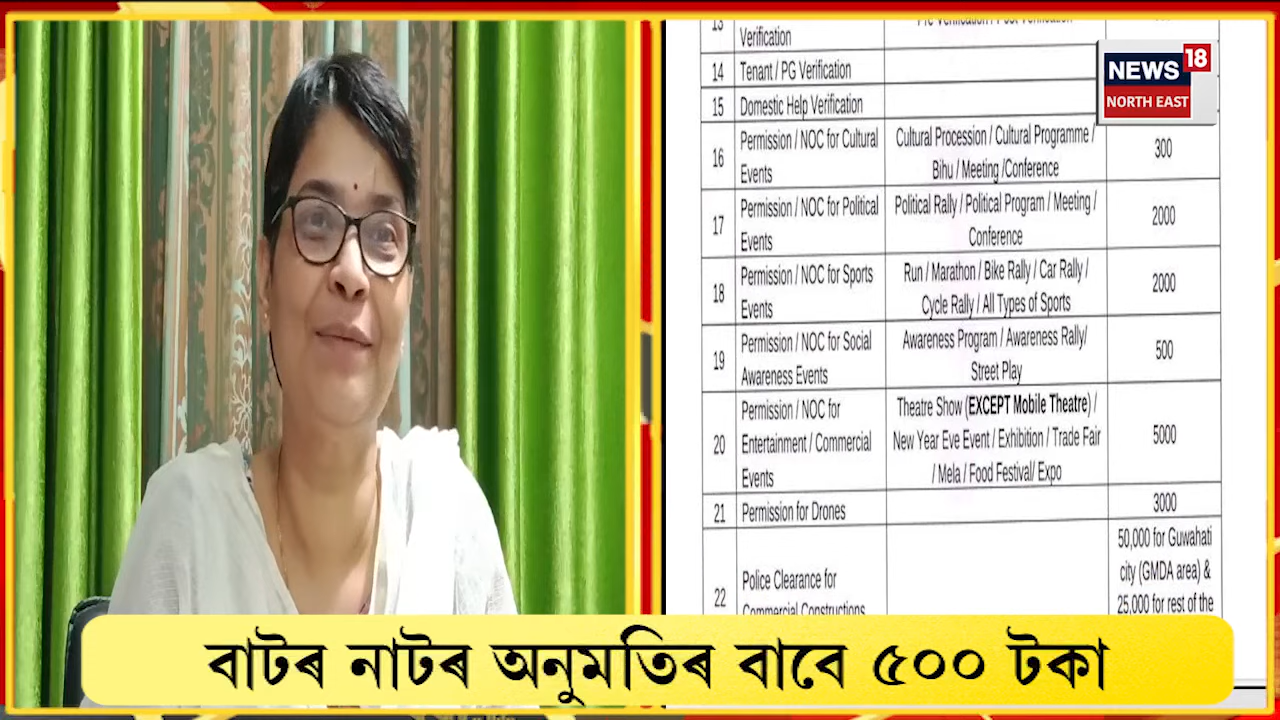 13 Verification
NEWS 18
NORTH EAST
14 Tenant / PG Verification
15 Domestic Help Verification
16 Permission / NOC for Cultural Events Cultural Procession / Cultural Programme / Bihu / Meeting /Conference 300
17 Permission / NOC for Political Events Political Rally / Political Program / Meeting / Conference 2000
18 Permission / NOC for Sports Events Run / Marathon / Bike Rally / Car Rally / Cycle Rally / All Types of Sports 2000
19 Permission / NOC for Social Awareness Events Awareness Program / Awareness Rally/ Street Play 500
20 Permission / NOC for Entertainment / Commercial Events Theatre Show (EXCEPT Mobile Theatre) / New Year Eve Event / Exhibition / Trade Fair / Mela / Food Festival/ Expo 5000
21 Permission for Drones 3000
22 Police Clearance for Commercial Constructions 50,000 for Guwahati city (GMDA area) & 25,000 for rest of the
বাটৰ নাটৰ অনুমতিৰ বাবে ৫০০ টকা